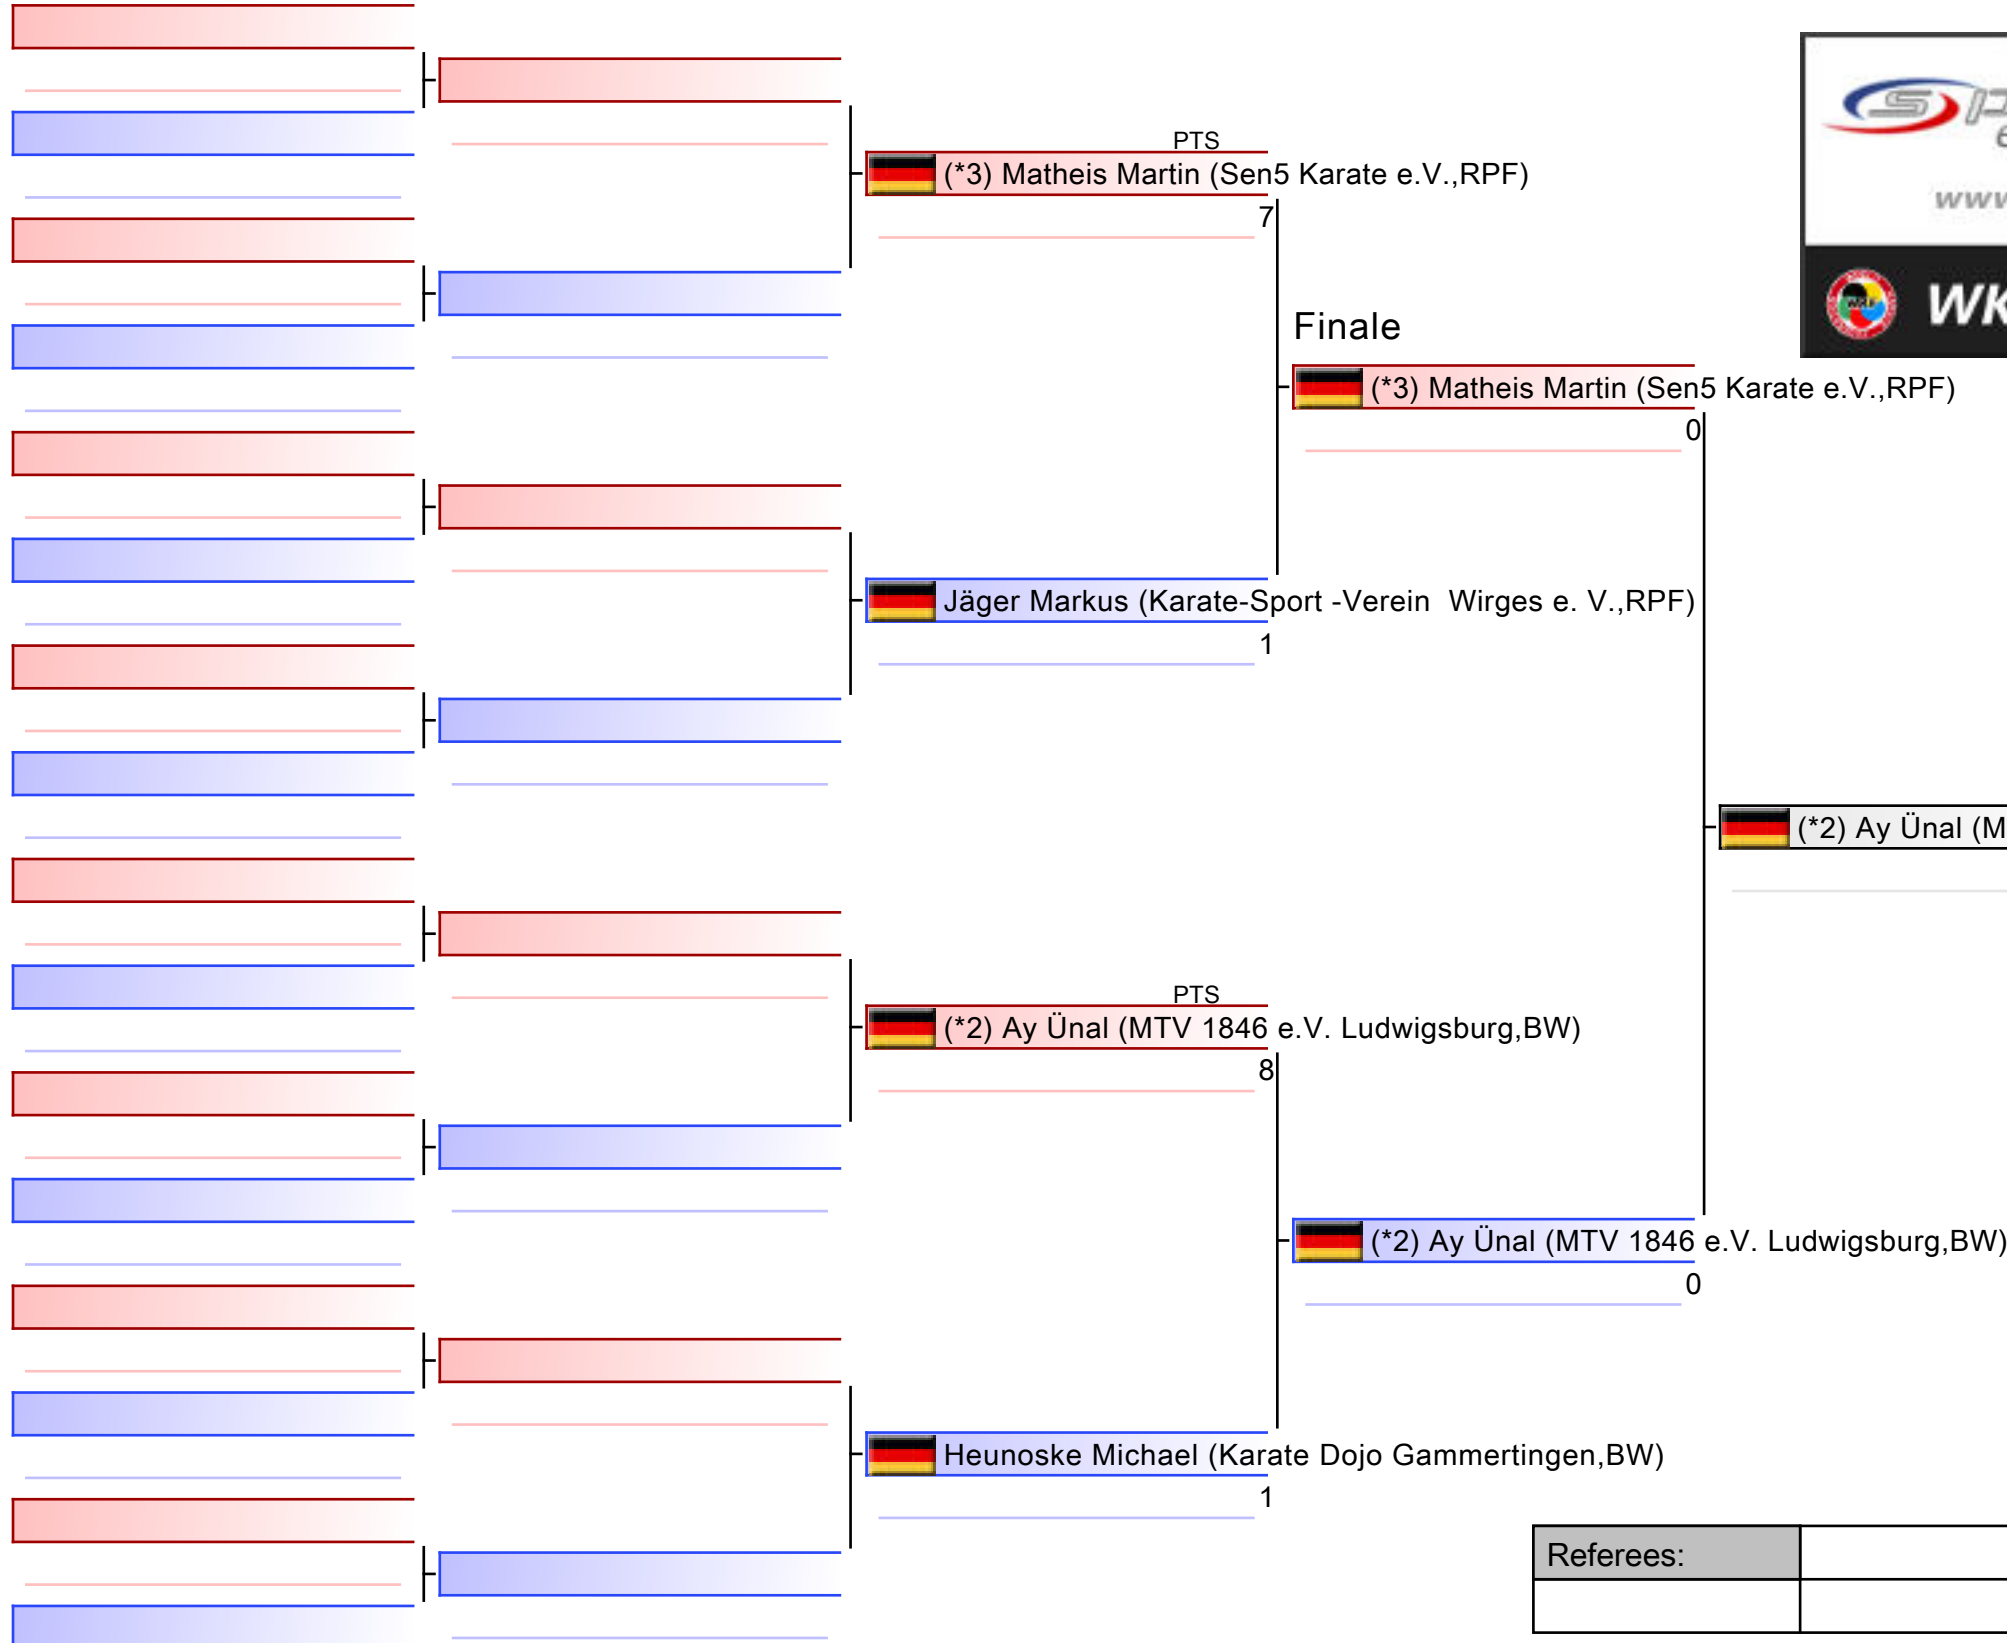 PTS
(*3) Matheis Martin (Sen5 Karate e.V.,RPF)
7
www
WK
Finale
(*3) Matheis Martin (Sen5 Karate e.V.,RPF)
0
Jäger Markus (Karate-Sport -Verein  Wirges e. V.,RPF)
1
(*2) Ay Ünal (M
PTS
(*2) Ay Ünal (MTV 1846 e.V. Ludwigsburg,BW)
8
(*2) Ay Ünal (MTV 1846 e.V. Ludwigsburg,BW)
0
Heunoske Michael (Karate Dojo Gammertingen,BW)
1
Referees: